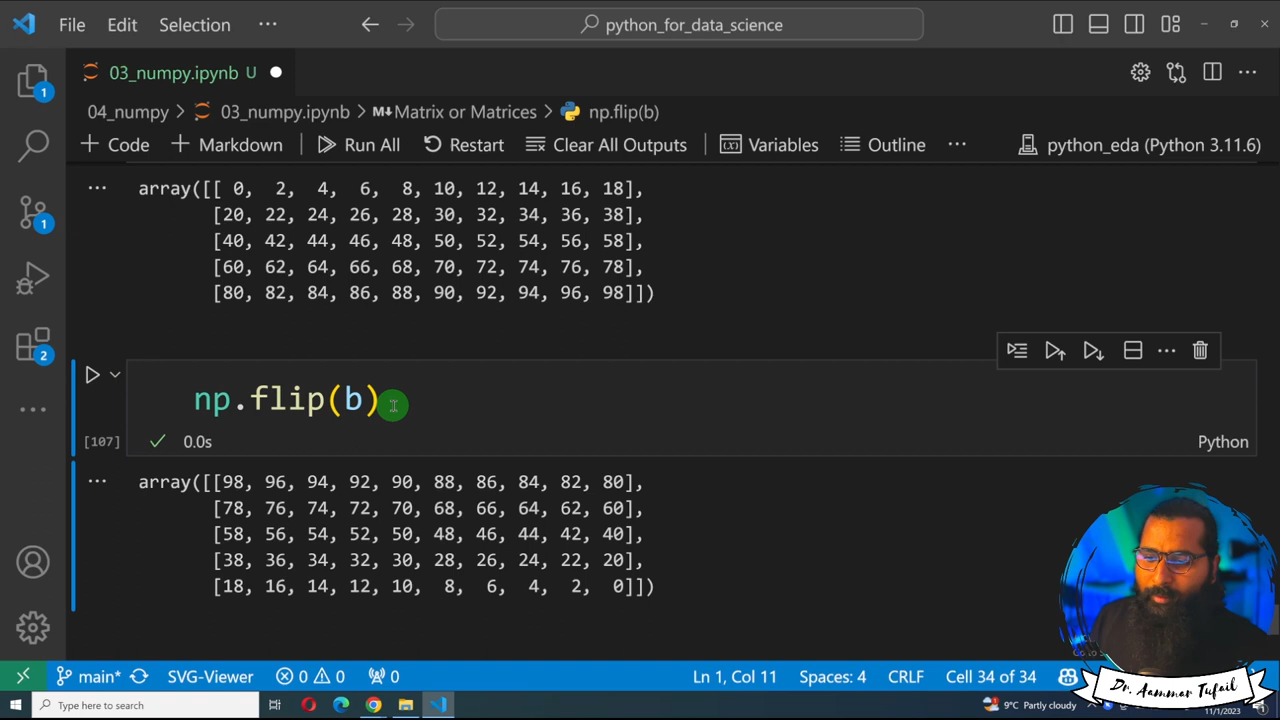 File Edit Selection ··· python_for_data_science
03_numpy.ipynb U
04_numpy > 03_numpy.ipynb > M↓Matrix or Matrices > np.flip(b)
+ Code + Markdown Run All Restart Clear All Outputs Variables Outline ··· python_eda (Python 3.11.6)
1
1
2
array([[ 0, 2, 4, 6, 8, 10, 12, 14, 16, 18],
[20, 22, 24, 26, 28, 30, 32, 34, 36, 38],
[40, 42, 44, 46, 48, 50, 52, 54, 56, 58],
[60, 62, 64, 66, 68, 70, 72, 74, 76, 78],
[80, 82, 84, 86, 88, 90, 92, 94, 96, 98]])
np.flip(b)
[107] 0.0s Python
array([[98, 96, 94, 92, 90, 88, 86, 84, 82, 80],
[78, 76, 74, 72, 70, 68, 66, 64, 62, 60],
[58, 56, 54, 52, 50, 48, 46, 44, 42, 40],
[38, 36, 34, 32, 30, 28, 26, 24, 22, 20],
[18, 16, 14, 12, 10, 8, 6, 4, 2, 0]])
main* SVG-Viewer 0 0 0 Ln 1, Col 11 Spaces: 4 CRLF Cell 34 of 34
Dr. Aammar Tufail
Type here to search 9°C Partly cloudy 11/1/2023